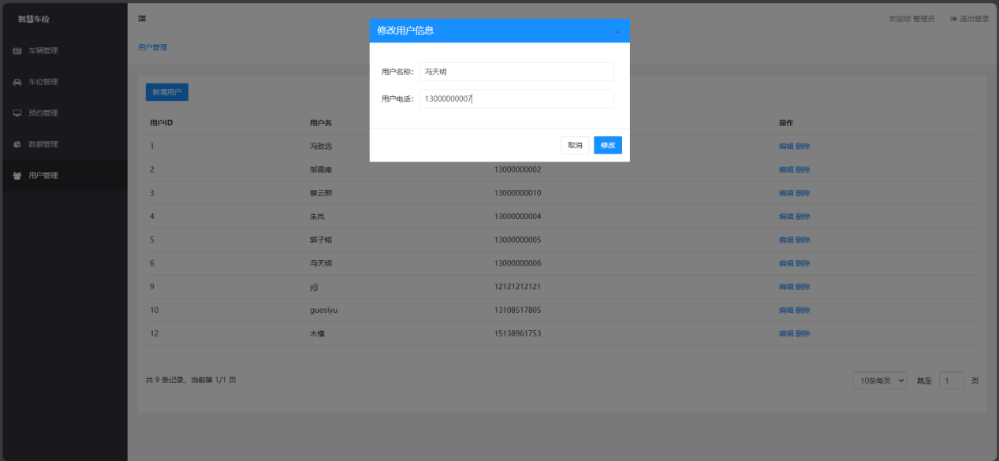 智慧车位
欢迎您 管理员 退出登录
修改用户信息 ×
车辆管理
用户管理
用户名称： 冯天明
车位管理
新增用户
用户电话： 13000000007
预约管理
用户ID 用户名 操作
数据管理
取消 修改
1 冯致远 编辑 删除
用户管理
2 邹嘉南 13000000002 编辑 删除
3 蔡云熙 13000000010 编辑 删除
4 朱岚 13000000004 编辑 删除
5 郭子韬 13000000005 编辑 删除
6 冯天明 13000000006 编辑 删除
9 yjj 12121212121 编辑 删除
10 guosiyu 13108517805 编辑 删除
12 木槿 15138961753 编辑 删除
共 9 条记录，当前第 1/1 页 10条每页 跳至 1 页